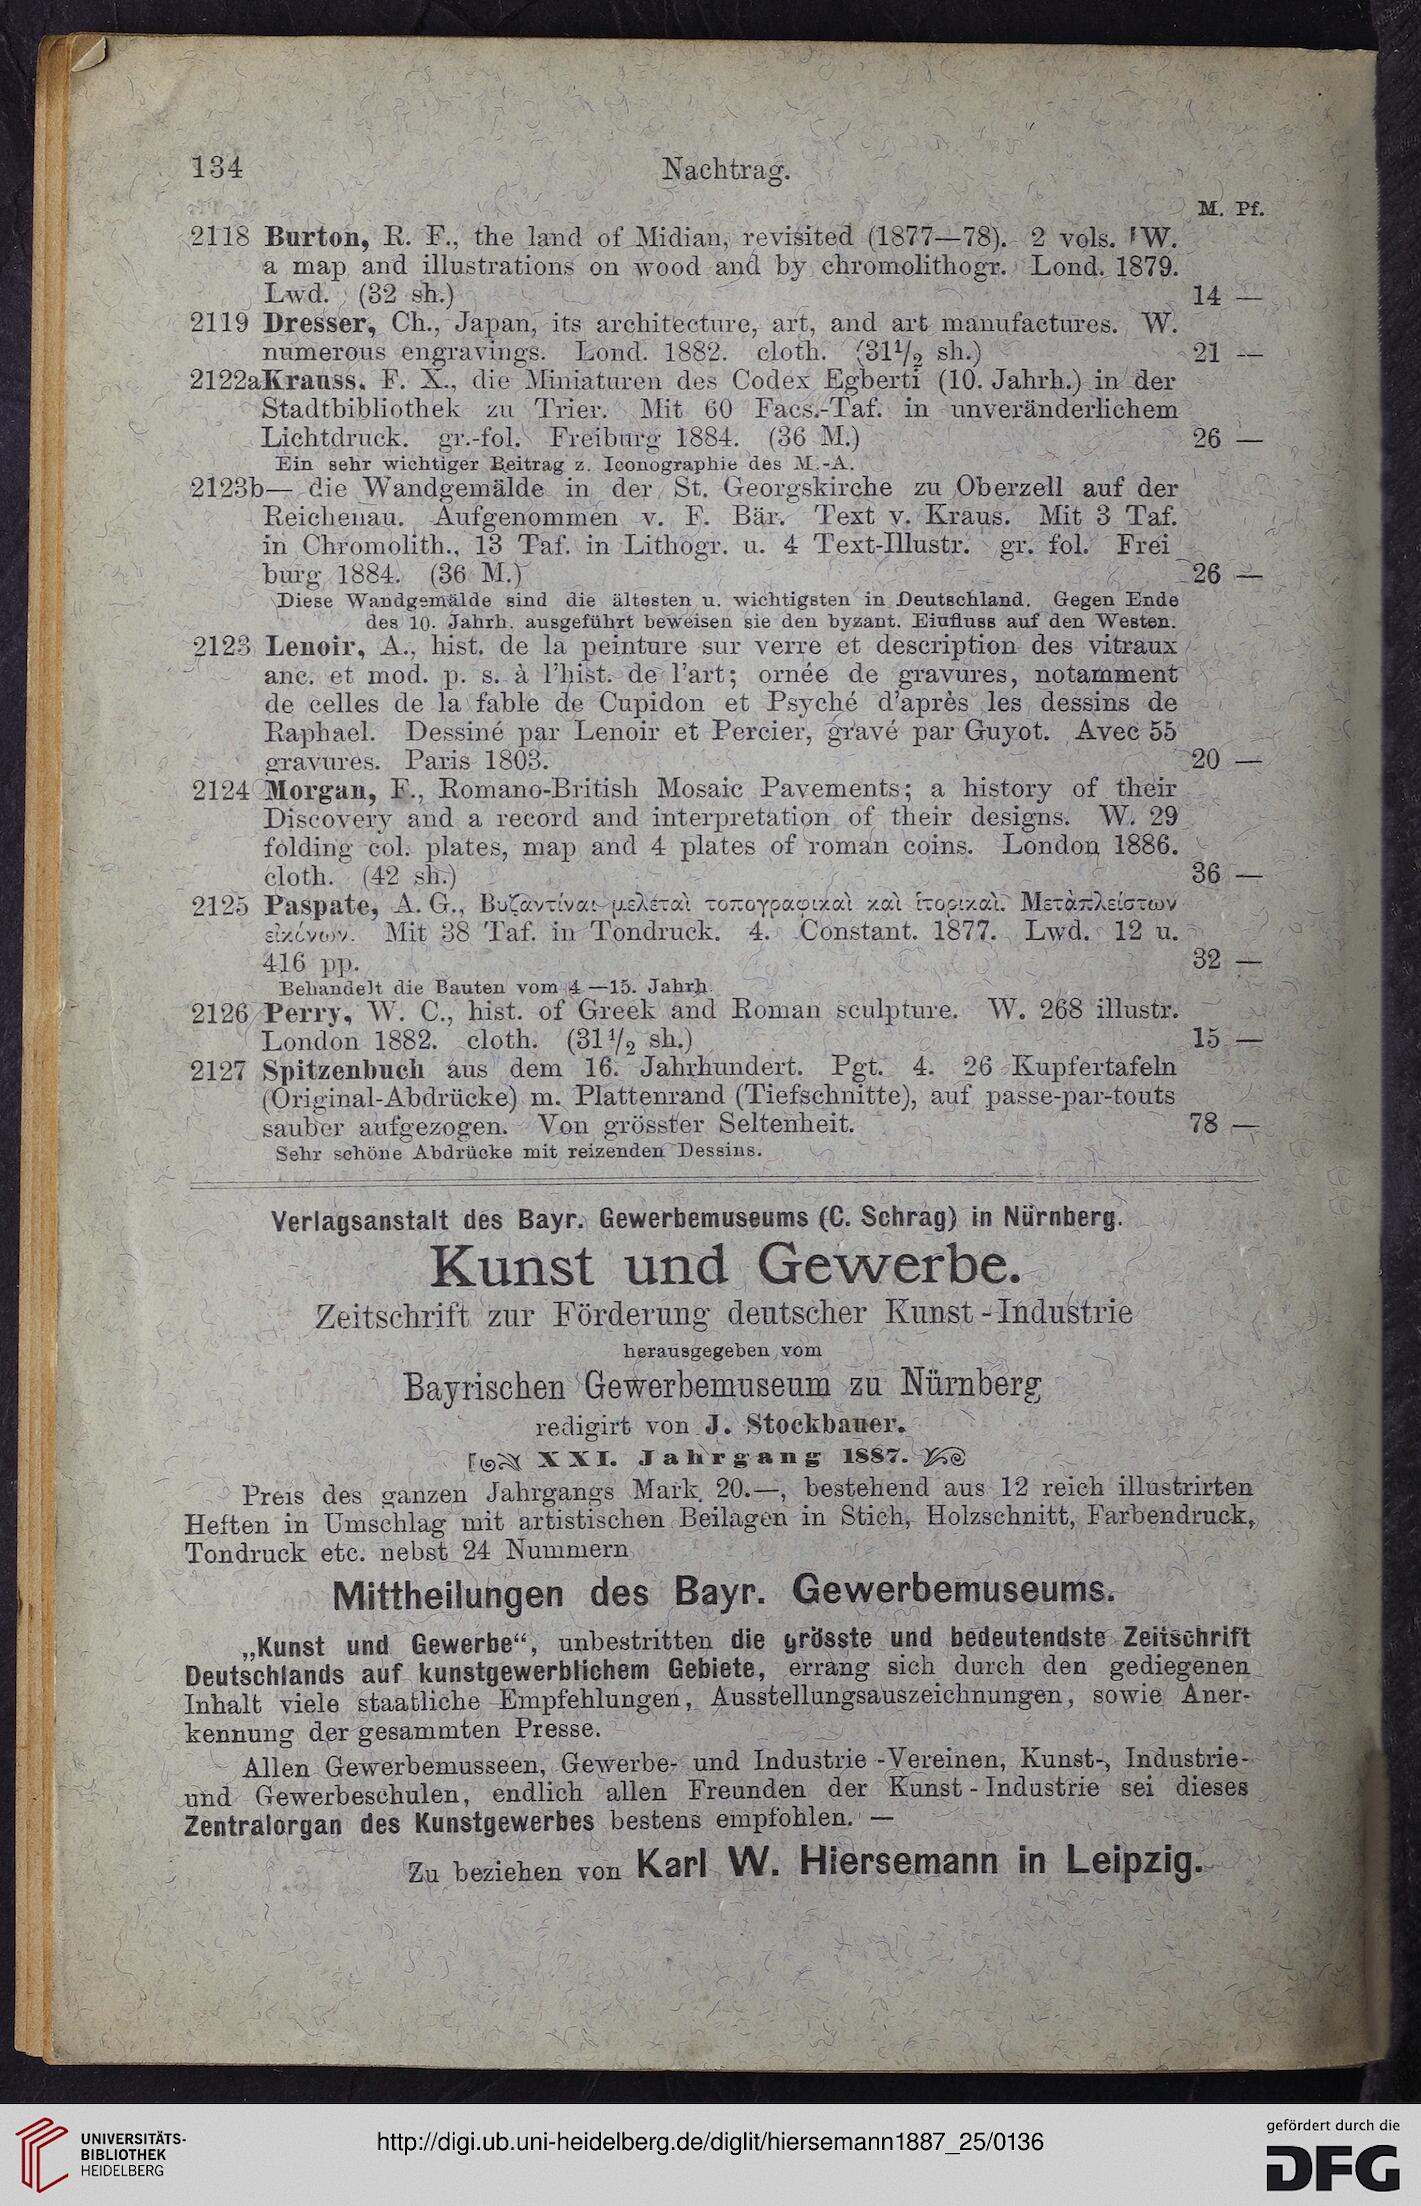 134
Nachtrag.
M. Pf.
2118 Burton, R. F., the land of Midian, revisited (1877—78). 2 vols. W.
a map and illustrations on wood and by chromolithogr. Lond. 1879.
Lwd. (32 sh.) 14 —
2119 Dresser, Ch., Japan, its architecture, art, and art manufactures. W.
numerous engravings. Lond. 1882. cloth. (31½ sh.) 21 —
2122aKrauss. F. X., die Miniaturen des Codex Egberti (10. Jahrh.) in der
Stadtbibliothek zu Trier. Mit 60 Facs.-Taf. in unveränderlichem
Lichtdruck. gr.-fol. Freiburg 1884. (36 M.) 26 —
Ein sehr wichtiger Beitrag z. Iconographie des M.-A.
2123b— die Wandgemälde in der St. Georgskirche zu Oberzell auf der
Reichenau. Aufgenommen v. F. Bär. Text v. Kraus. Mit 3 Taf.
in Chromolith., 13 Taf. in Lithogr. u. 4 Text-Illustr. gr. fol. Frei
burg 1884. (36 M.) 26 —
Diese Wandgemälde sind die ältesten u. wichtigsten in Deutschland. Gegen Ende
des 10. Jahrh. ausgeführt beweisen sie den byzant. Einfluss auf den Westen.
2123 Lenoir, A., hist. de la peinture sur verre et description des vitraux
anc. et mod. p. s. à l'hist. de l'art; ornée de gravures, notamment
de celles de la fable de Cupidon et Psyché d'après les dessins de
Raphael. Dessiné par Lenoir et Percier, gravé par Guyot. Avec 55
gravures. Paris 1803. 20 —
2124 Morgan, F., Romano-British Mosaic Pavements; a history of their
Discovery and a record and interpretation of their designs. W. 29
folding col. plates, map and 4 plates of roman coins. London 1886.
cloth. (42 sh.) 36 —
2125 Paspate, A. G., Βυζαντίναι μελέται τοπογραφικαὶ καὶ ἱτορικαὶ. Μετὰπλείστων
εἰκόνων. Mit 38 Taf. in Tondruck. 4. Constant. 1877. Lwd. 12 u.
416 pp. 32 —
Behandelt die Bauten vom 4—15. Jahrh.
2126 Perry, W. C., hist. of Greek and Roman sculpture. W. 268 illustr.
London 1882. cloth. (31½ sh.) 15 —
2127 Spitzenbuch aus dem 16. Jahrhundert. Pgt. 4. 26 Kupfertafeln
(Original-Abdrücke) m. Plattenrand (Tiefschnitte), auf passe-par-touts
sauber aufgezogen. Von grösster Seltenheit. 78 —
Sehr schöne Abdrücke mit reizenden Dessins.
Verlagsanstalt des Bayr. Gewerbemuseums (C. Schrag) in Nürnberg.
Kunst und Gewerbe.
Zeitschrift zur Förderung deutscher Kunst-Industrie
herausgegeben vom
Bayrischen Gewerbemuseum zu Nürnberg
redigirt von J. Stockbauer.
XXI. Jahrgang 1887.
Preis des ganzen Jahrgangs Mark 20.—, bestehend aus 12 reich illustrirten
Heften in Umschlag mit artistischen Beilagen in Stich, Holzschnitt, Farbendruck,
Tondruck etc. nebst 24 Nummern
Mittheilungen des Bayr. Gewerbemuseums.
„Kunst und Gewerbe“, unbestritten die grösste und bedeutendste Zeitschrift
Deutschlands auf kunstgewerblichem Gebiete, errang sich durch den gediegenen
Inhalt viele staatliche Empfehlungen, Ausstellungsauszeichnungen, sowie Aner-
kennung der gesammten Presse.
Allen Gewerbemusseen, Gewerbe- und Industrie-Vereinen, Kunst-, Industrie-
und Gewerbeschulen, endlich allen Freunden der Kunst-Industrie sei dieses
Zentralorgan des Kunstgewerbes bestens empfohlen. —
Zu beziehen von Karl W. Hiersemann in Leipzig.
UNIVERSITÄTS-
BIBLIOTHEK
HEIDELBERG
http://digi.ub.uni-heidelberg.de/diglit/hiersemann1887_25/0136
gefördert durch die
DFG